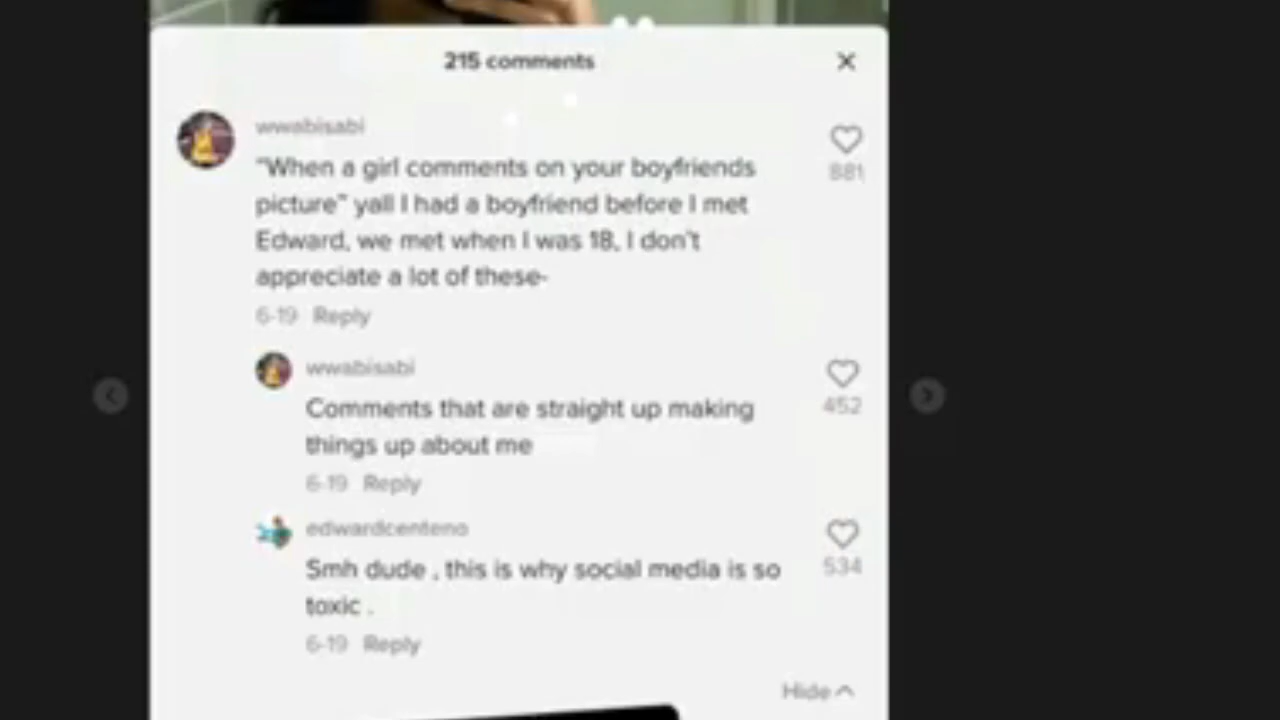 215 comments
wwabisabi
"When a girl comments on your boyfriends
picture" yall I had a boyfriend before I met
Edward, we met when I was 18, I don't
appreciate a lot of these-
881
6-19 Reply
wwabisabi
Comments that are straight up making
things up about me
452
6-19 Reply
edwardcenteno
Smh dude , this is why social media is so
toxic .
534
6-19 Reply
Hide